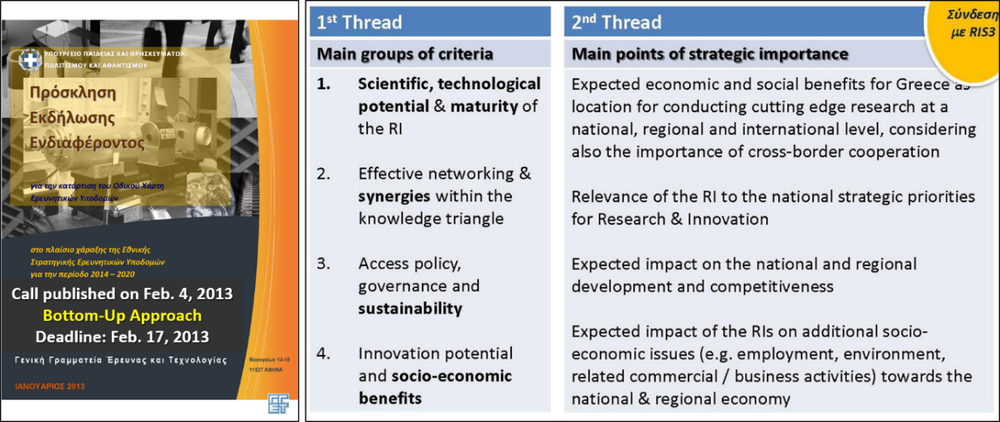 ΥΠΟΥΡΓΕΙΟ ΠΑΙΔΕΙΑΣ ΚΑΙ ΘΡΗΣΚΕΥΜΑΤΩΝ,
ΠΟΛΙΤΙΣΜΟΥ ΚΑΙ ΑΘΛΗΤΙΣΜΟΥ
Πρόσκληση
Εκδήλωσης
Ενδιαφέροντος
για την κατάρτιση του Οδικού Χάρτη
Ερευνητικών Υποδομών
στο πλαίσιο χάραξης της Εθνικής
Στρατηγικής Ερευνητικών Υποδομών
για την περίοδο 2014 – 2020
Call published on Feb. 4, 2013
Bottom-Up Approach
Deadline: Feb. 17, 2013
Γενική Γραμματεία Έρευνας και Τεχνολογίας
Μεσογείων 14-18
11527 ΑΘΗΝΑ
ΙΑΝΟΥΑΡΙΟΣ 2013
1st Thread
Main groups of criteria
1. Scientific, technological
potential & maturity of
the RI
2. Effective networking &
synergies within the
knowledge triangle
3. Access policy,
governance and
sustainability
4. Innovation potential
and socio-economic
benefits
2nd Thread
Σύνδεση
με RIS3
Main points of strategic importance
Expected economic and social benefits for Greece as
location for conducting cutting edge research at a
national, regional and international level, considering
also the importance of cross-border cooperation
Relevance of the RI to the national strategic priorities
for Research & Innovation
Expected impact on the national and regional
development and competitiveness
Expected impact of the RIs on additional socio-
economic issues (e.g. employment, environment,
related commercial / business activities) towards the
national & regional economy